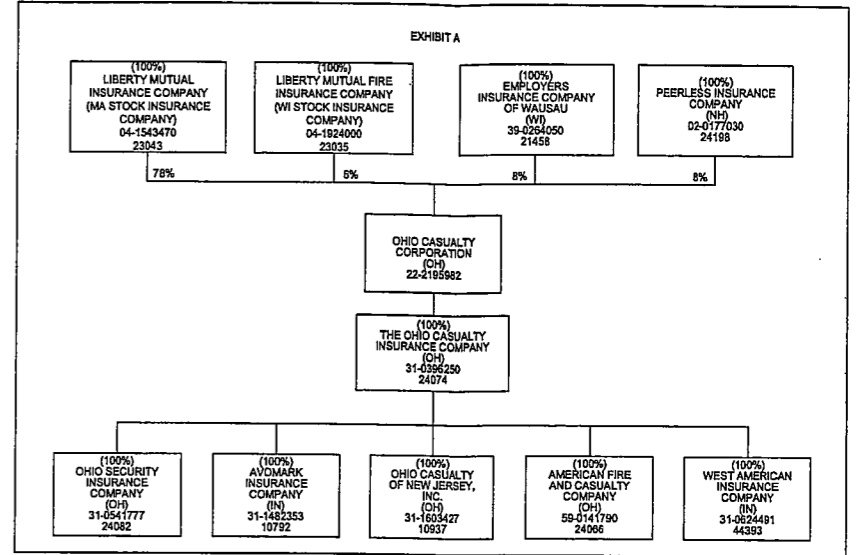 EXHIBIT A
(100%)
LIBERTY MUTUAL
INSURANCE COMPANY
(MA STOCK INSURANCE
COMPANY)
04-1543470
23043
(100%)
LIBERTY MUTUAL FIRE
INSURANCE COMPANY
(WI STOCK INSURANCE
COMPANY)
04-1924000
23035
(100%)
EMPLOYERS
INSURANCE COMPANY
OF WAUSAU
(WI)
39-0264050
21458
(100%)
PEERLESS INSURANCE
COMPANY
(NH)
02-0177030
24198
78%
6%
8%
8%
OHIO CASUALTY
CORPORATION
(OH)
22-2195982
(100%)
THE OHIO CASUALTY
INSURANCE COMPANY
(OH)
31-0396250
24074
(100%)
OHIO SECURITY
INSURANCE
COMPANY
(OH)
31-0541777
24082
(100%)
AVOMARK
INSURANCE
COMPANY
(IN)
31-1482353
10792
(100%)
OHIO CASUALTY
OF NEW JERSEY,
INC.
(OH)
31-1603427
10937
(100%)
AMERICAN FIRE
AND CASUALTY
COMPANY
(OH)
59-0141790
24066
(100%)
WEST AMERICAN
INSURANCE
COMPANY
(IN)
31-0624491
44393